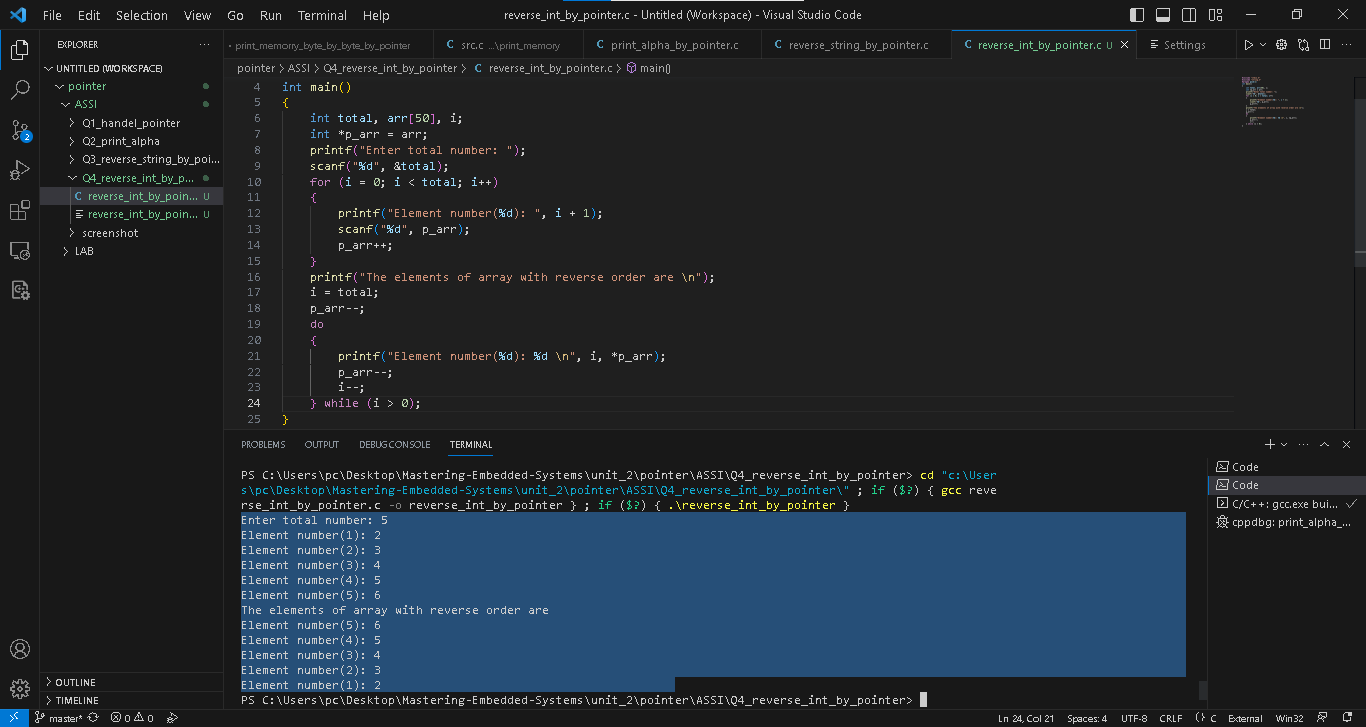 File Edit Selection View Go Run Terminal Help reverse_int_by_pointer.c - Untitled (Workspace) - Visual Studio Code
EXPLORER ...
UNTITLED (WORKSPACE)
pointer
ASSI
Q1_handel_pointer
Q2_print_alpha
Q3_reverse_string_by_poi...
Q4_reverse_int_by_p...
C reverse_int_by_poin... U
reverse_int_by_poin... U
screenshot
LAB
OUTLINE
TIMELINE
2
print_memorry_byte_by_byte_by_pointer C src.c ...\print_memory C print_alpha_by_pointer.c C reverse_string_by_pointer.c C reverse_int_by_pointer.c U Settings ...
pointer > ASSI > Q4_reverse_int_by_pointer > C reverse_int_by_pointer.c > main()
4 int main()
5 {
6 int total, arr[50], i;
7 int *p_arr = arr;
8 printf("Enter total number: ");
9 scanf("%d", &total);
10 for (i = 0; i < total; i++)
11 {
12 printf("Element number(%d): ", i + 1);
13 scanf("%d", p_arr);
14 p_arr++;
15 }
16 printf("The elements of array with reverse order are \n");
17 i = total;
18 p_arr--;
19 do
20 {
21 printf("Element number(%d): %d \n", i, *p_arr);
22 p_arr--;
23 i--;
24 } while (i > 0);
25 }
PROBLEMS OUTPUT DEBUG CONSOLE TERMINAL
PS C:\Users\pc\Desktop\Mastering-Embedded-Systems\unit_2\pointer\ASSI\Q4_reverse_int_by_pointer> cd "c:\User
s\pc\Desktop\Mastering-Embedded-Systems\unit_2\pointer\ASSI\Q4_reverse_int_by_pointer\" ; if ($?) { gcc reve
rse_int_by_pointer.c -o reverse_int_by_pointer } ; if ($?) { .\reverse_int_by_pointer }
Enter total number: 5
Element number(1): 2
Element number(2): 3
Element number(3): 4
Element number(4): 5
Element number(5): 6
The elements of array with reverse order are
Element number(5): 6
Element number(4): 5
Element number(3): 4
Element number(2): 3
Element number(1): 2
PS C:\Users\pc\Desktop\Mastering-Embedded-Systems\unit_2\pointer\ASSI\Q4_reverse_int_by_pointer>
Code
Code
C/C++: gcc.exe bui...
cppdbg: print_alpha_...
master* 0 0 Ln 24, Col 21 Spaces: 4 UTF-8 CRLF C External Win32